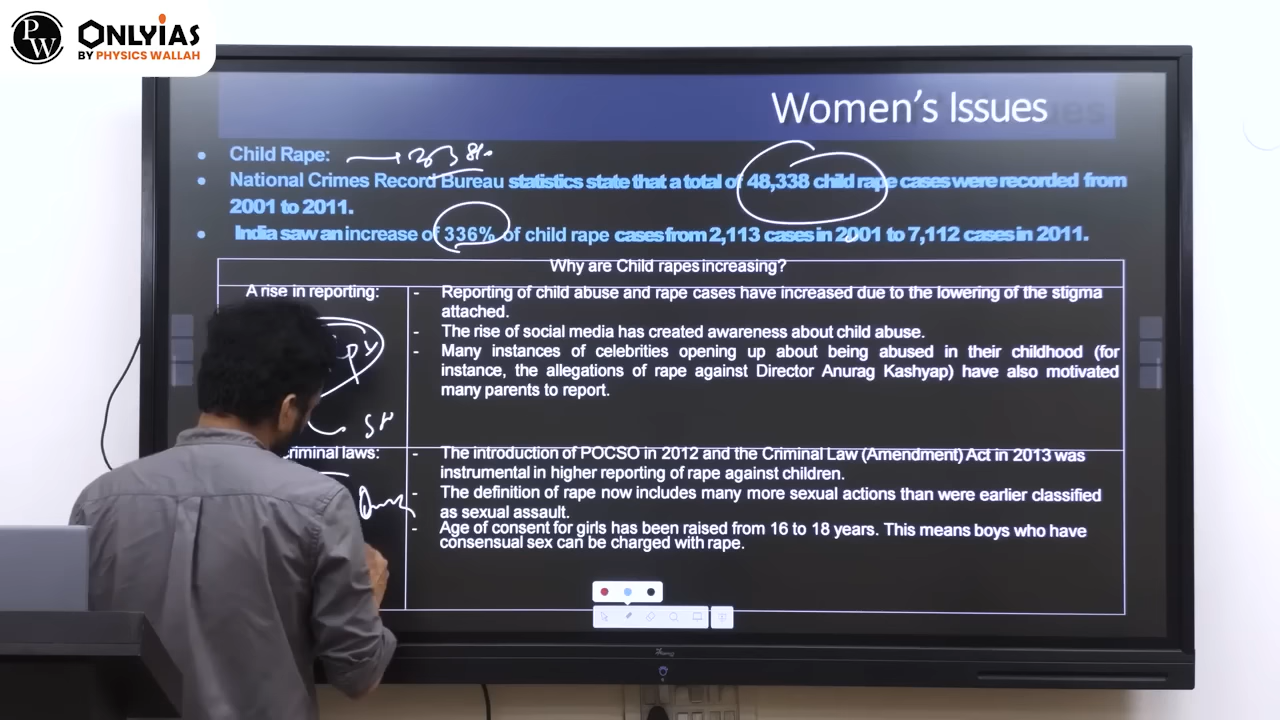 PW
ONLYIAS
BY PHYSICS WALLAH
Women's Issues
• Child Rape:
• National Crimes Record Bureau statistics state that a total of 48,338 child rape cases were recorded from
2001 to 2011.
• India saw an increase of 336% of child rape cases from 2,113 cases in 2001 to 7,112 cases in 2011.
Why are Child rapes increasing?
A rise in reporting:
- Reporting of child abuse and rape cases have increased due to the lowering of the stigma
attached.
- The rise of social media has created awareness about child abuse.
- Many instances of celebrities opening up about being abused in their childhood (for
instance, the allegations of rape against Director Anurag Kashyap) have also motivated
many parents to report.
laws:
- The introduction of POCSO in 2012 and the Criminal Law (Amendment) Act in 2013 was
instrumental in higher reporting of rape against children.
- The definition of rape now includes many more sexual actions than were earlier classified
as sexual assault.
- Age of consent for girls has been raised from 16 to 18 years. This means boys who have
consensual sex can be charged with rape.